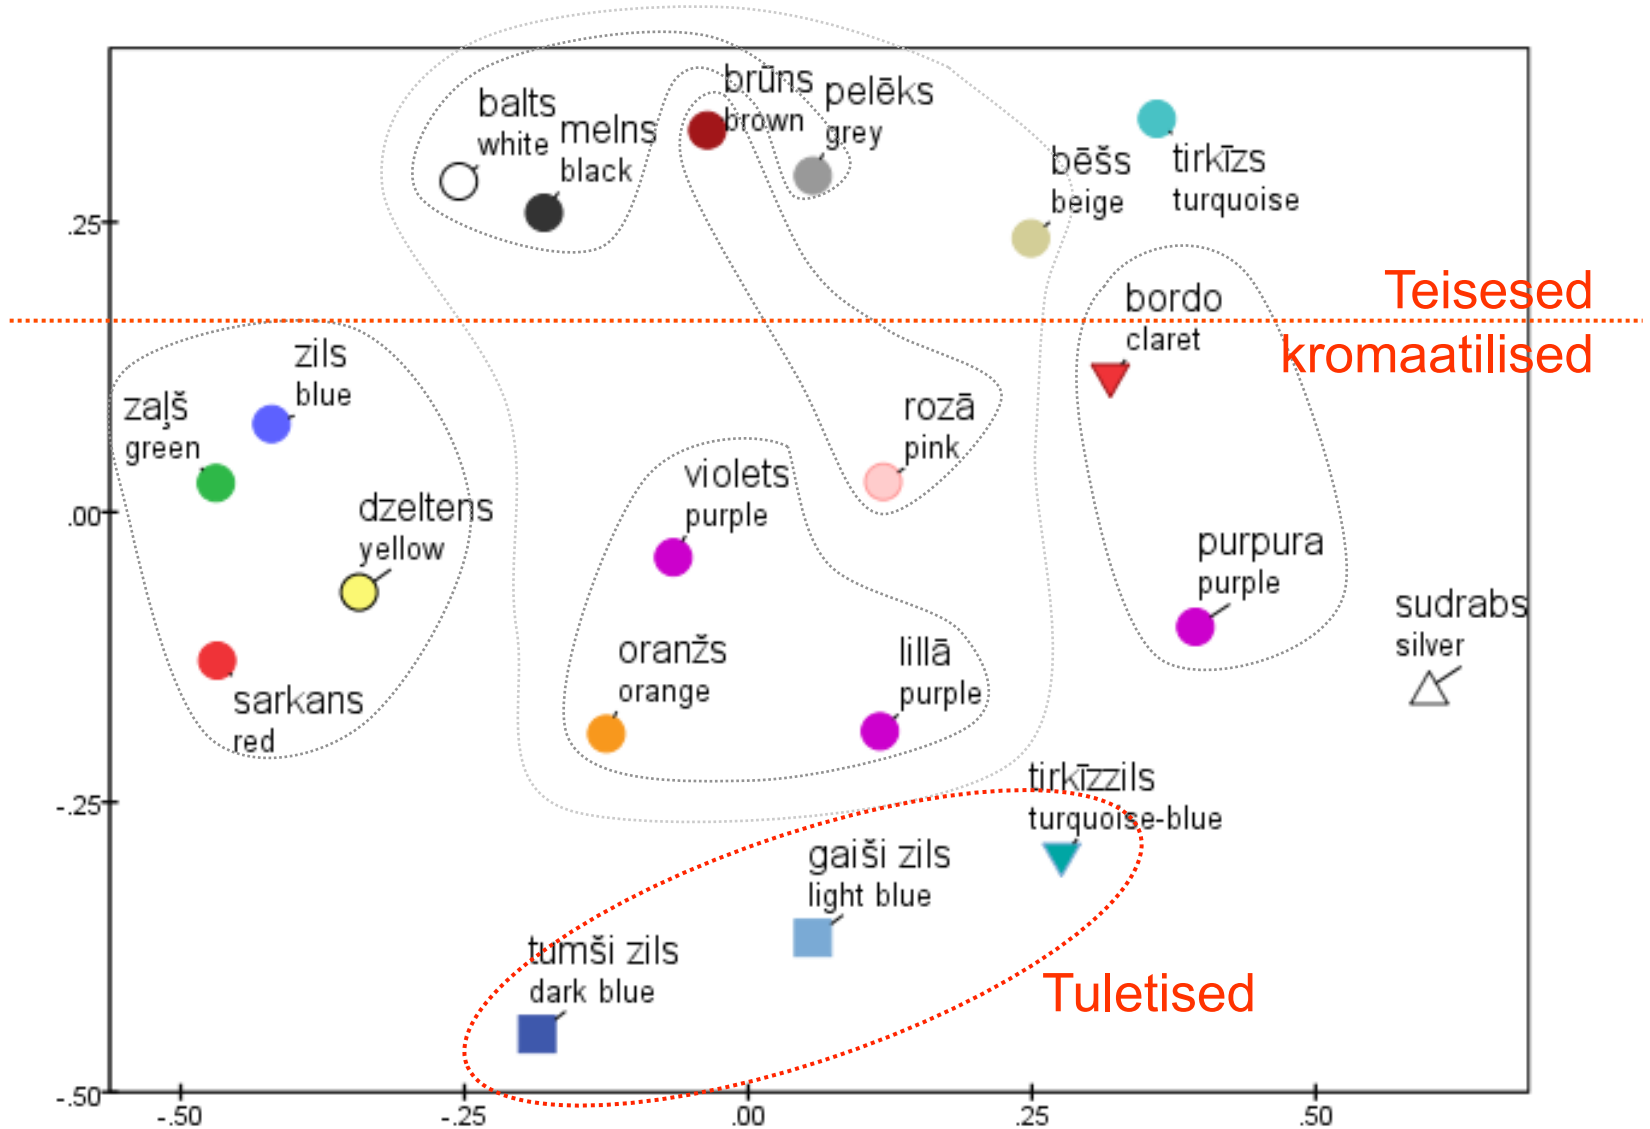 brūns
brown
pelēks
grey
balts
white
melns
black
bēšs
beige
tirkīzs
turquoise
.25
Teisesed
bordo
claret
kromaatilised
zils
blue
zaļš
green
rozā
pink
violets
purple
dzeltens
yellow
.00
purpura
purple
sudrabs
silver
oranžs
orange
lillā
purple
sarkans
red
tirkīzzils
turquoise-blue
-.25
gaiši zils
light blue
tumši zils
dark blue
Tuletised
-.50
-.50
-.25
.00
.25
.50